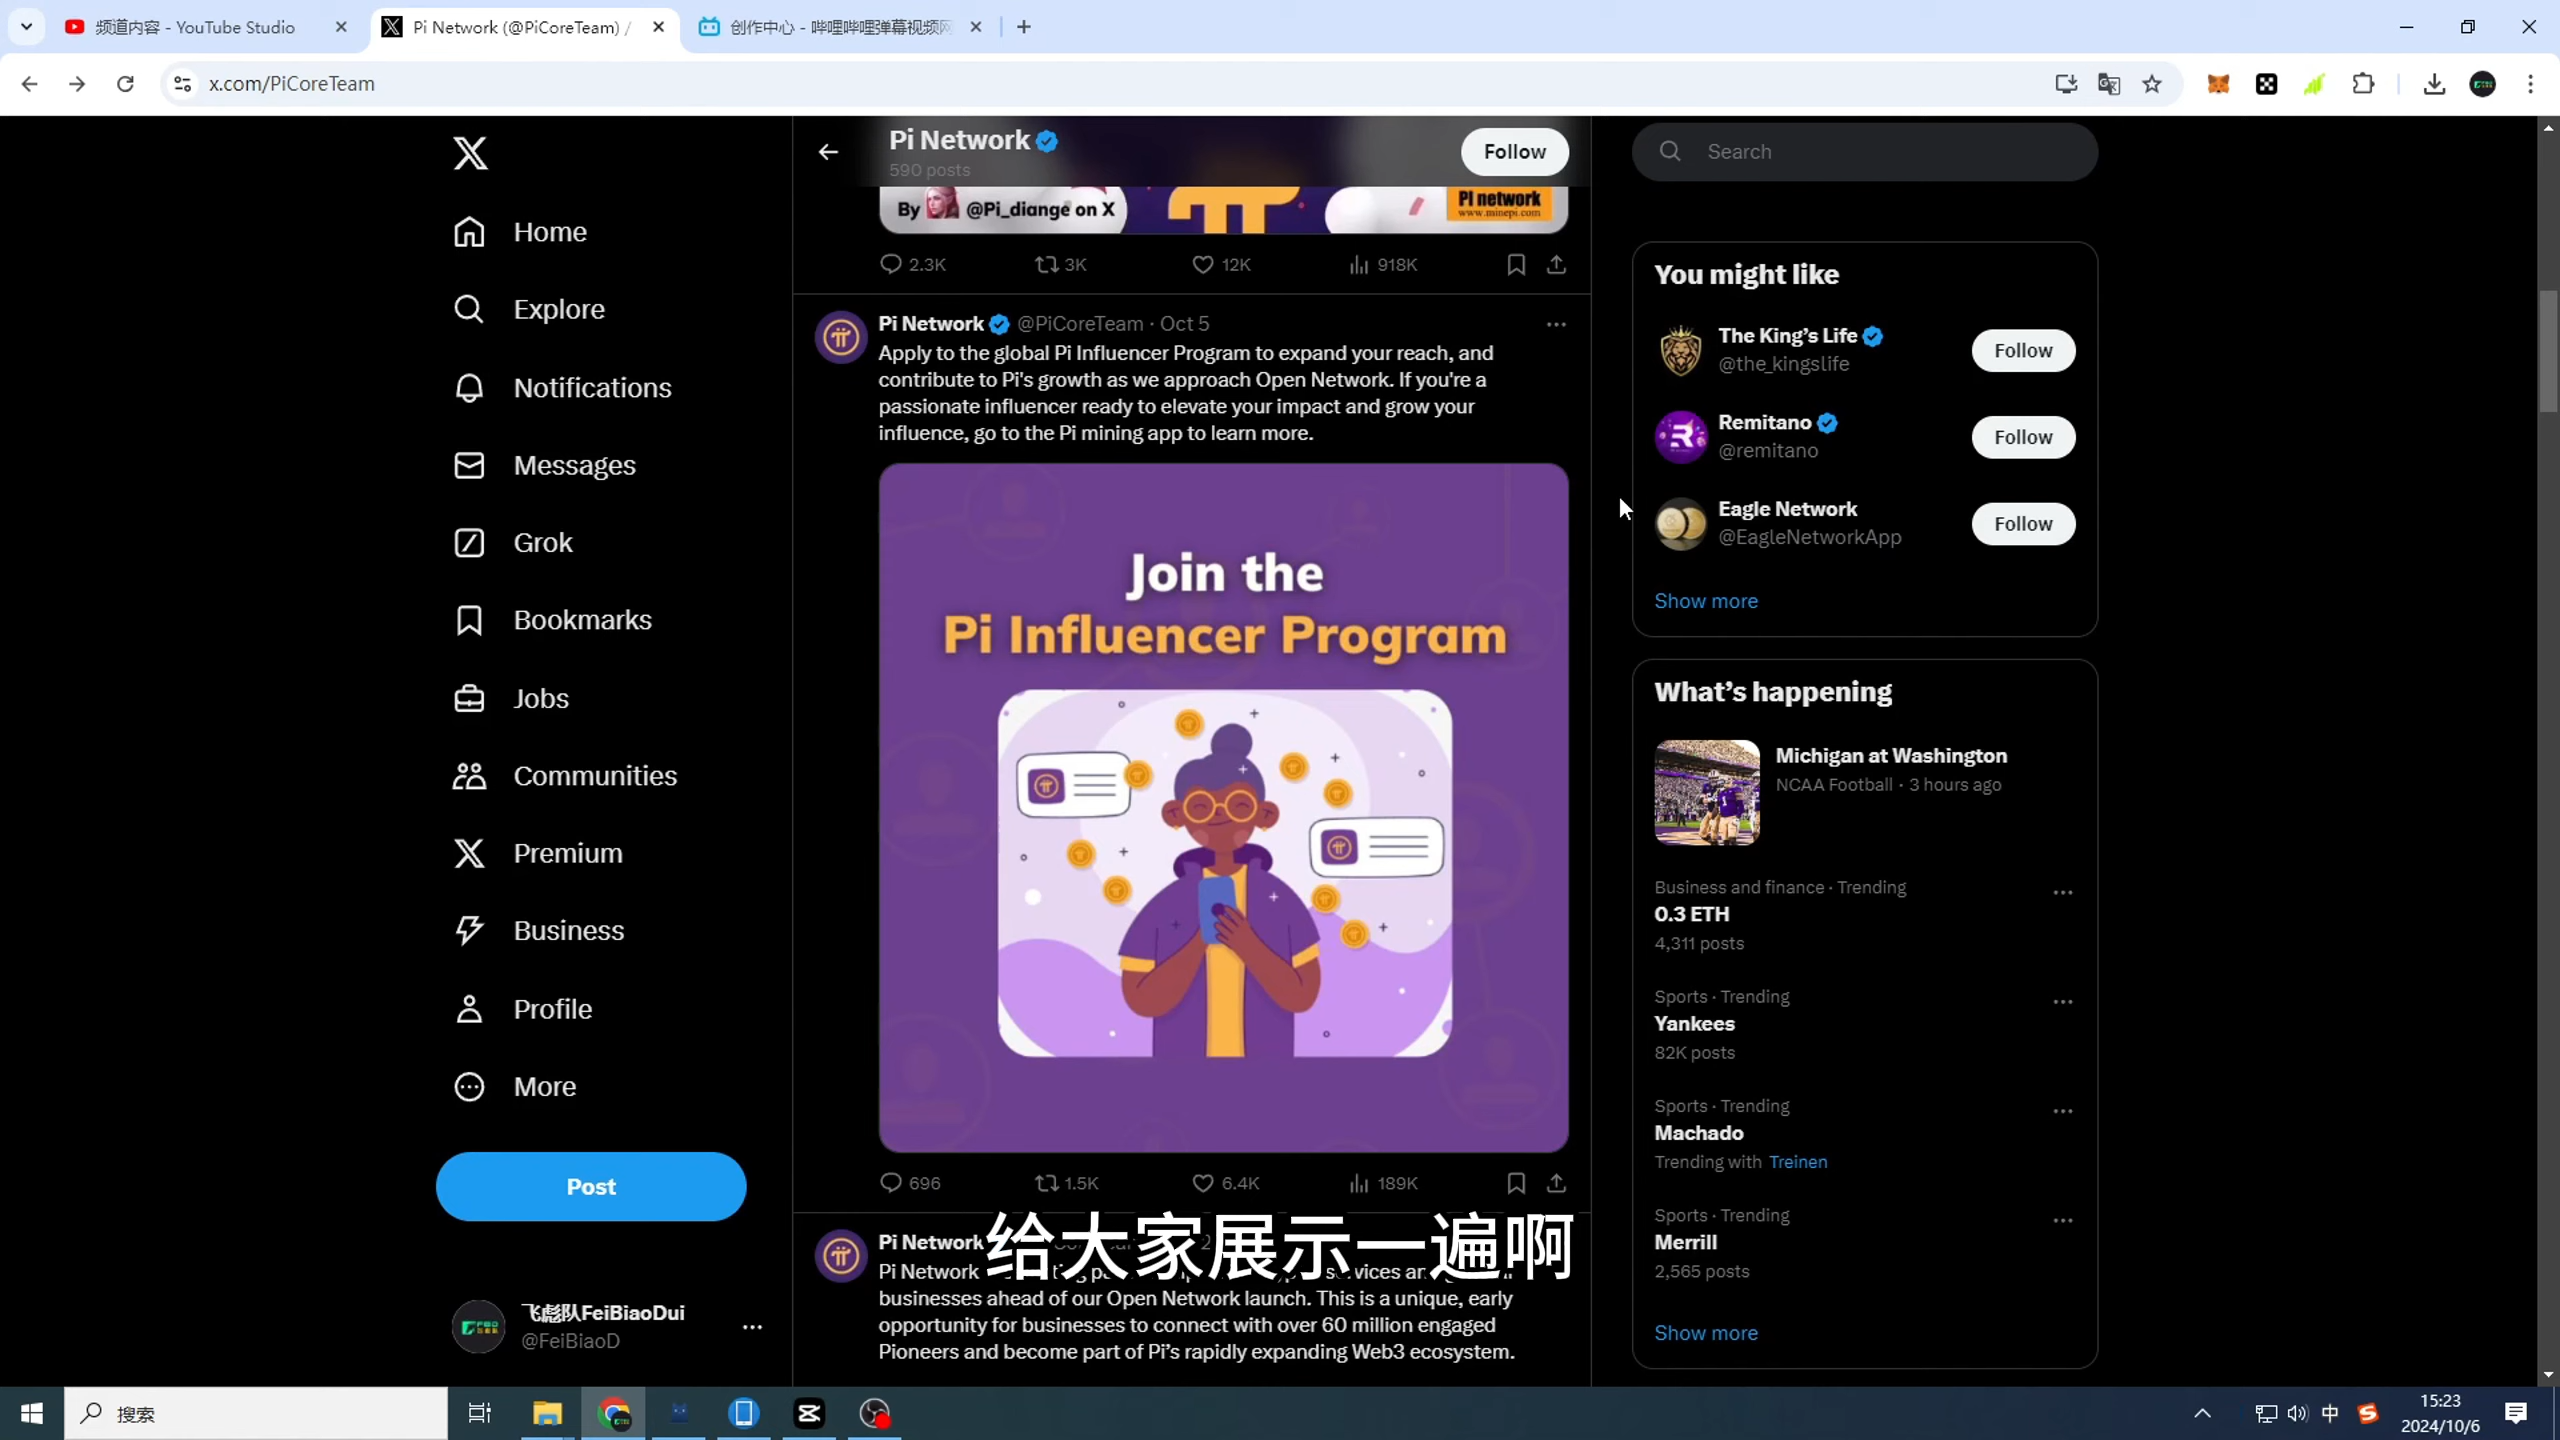 频道内容 - YouTube Studio
Pi Network (@PiCoreTeam) /
创作中心 - 哔哩哔哩弹幕视频网
x.com/PiCoreTeam
Home
Explore
Notifications
Messages
Grok
Bookmarks
Jobs
Communities
Premium
Business
Profile
More
Post
飞彪队FeiBiaoDui
@FeiBiaoD
Pi Network
590 posts
Follow
By @Pi_diange on X
Pi network
www.minepi.com
2.3K 3K 12K 918K
Pi Network @PiCoreTeam · Oct 5
Apply to the global Pi Influencer Program to expand your reach, and
contribute to Pi's growth as we approach Open Network. If you're a
passionate influencer ready to elevate your impact and grow your
influence, go to the Pi mining app to learn more.
Join the
Pi Influencer Program
696 1.5K 6.4K 189K
Pi Network
给大家展示一遍啊
Pi Network
businesses ahead of our Open Network launch. This is a unique, early
opportunity for businesses to connect with over 60 million engaged
Pioneers and become part of Pi’s rapidly expanding Web3 ecosystem.
Search
You might like
The King’s Life
@the_kingslife
Follow
Remitano
@remitano
Follow
Eagle Network
@EagleNetworkApp
Follow
Show more
What’s happening
Michigan at Washington
NCAA Football · 3 hours ago
Business and finance · Trending
0.3 ETH
4,311 posts
Sports · Trending
Yankees
82K posts
Sports · Trending
Machado
Trending with Treinen
Sports · Trending
Merrill
2,565 posts
Show more
搜索
中
15:23
2024/10/6